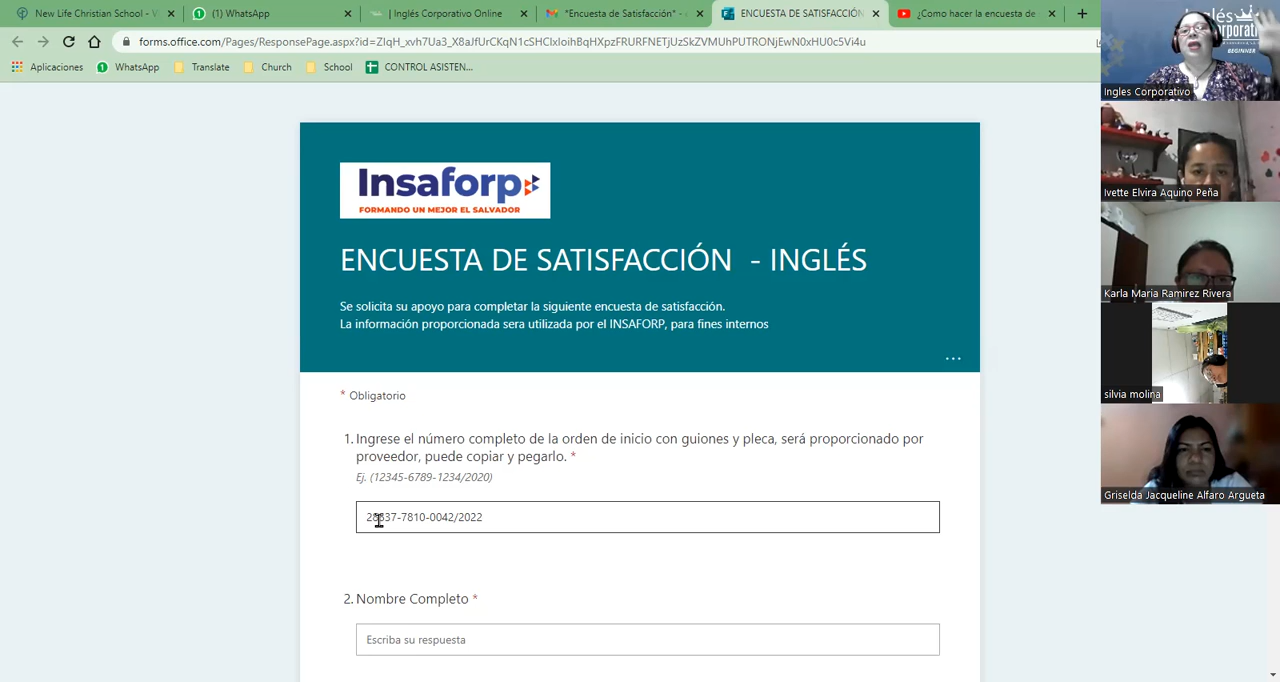 New Life Christian School - V
(1) WhatsApp
| Inglés Corporativo Online
*Encuesta de Satisfacción* -
ENCUESTA DE SATISFACCIÓN
¿Como hacer la encuesta de
forms.office.com/Pages/ResponsePage.aspx?id=ZIqH_xvh7Ua3_X8aJfUrCKqN1cSHClxIoihBqHXpzFRURFNETjUzSkZVMUhPUTRONjEwN0xHU0c5Vi4u
Aplicaciones
WhatsApp
Translate
Church
School
CONTROL ASISTEN...
Insaforp
FORMANDO UN MEJOR EL SALVADOR
ENCUESTA DE SATISFACCIÓN - INGLÉS
Se solicita su apoyo para completar la siguiente encuesta de satisfacción.
La información proporcionada sera utilizada por el INSAFORP, para fines internos
...
* Obligatorio
1. Ingrese el número completo de la orden de inicio con guiones y pleca, será proporcionado por
proveedor, puede copiar y pegarlo. *
Ej. (12345-6789-1234/2020)
37-7810-0042/2022
2. Nombre Completo *
Escriba su respuesta
BEGINNER
Ingles Corporativo
Ivette Elvira Aquino Peña
Karla Maria Ramirez Rivera
silvia molina
Griselda Jacqueline Alfaro Argueta